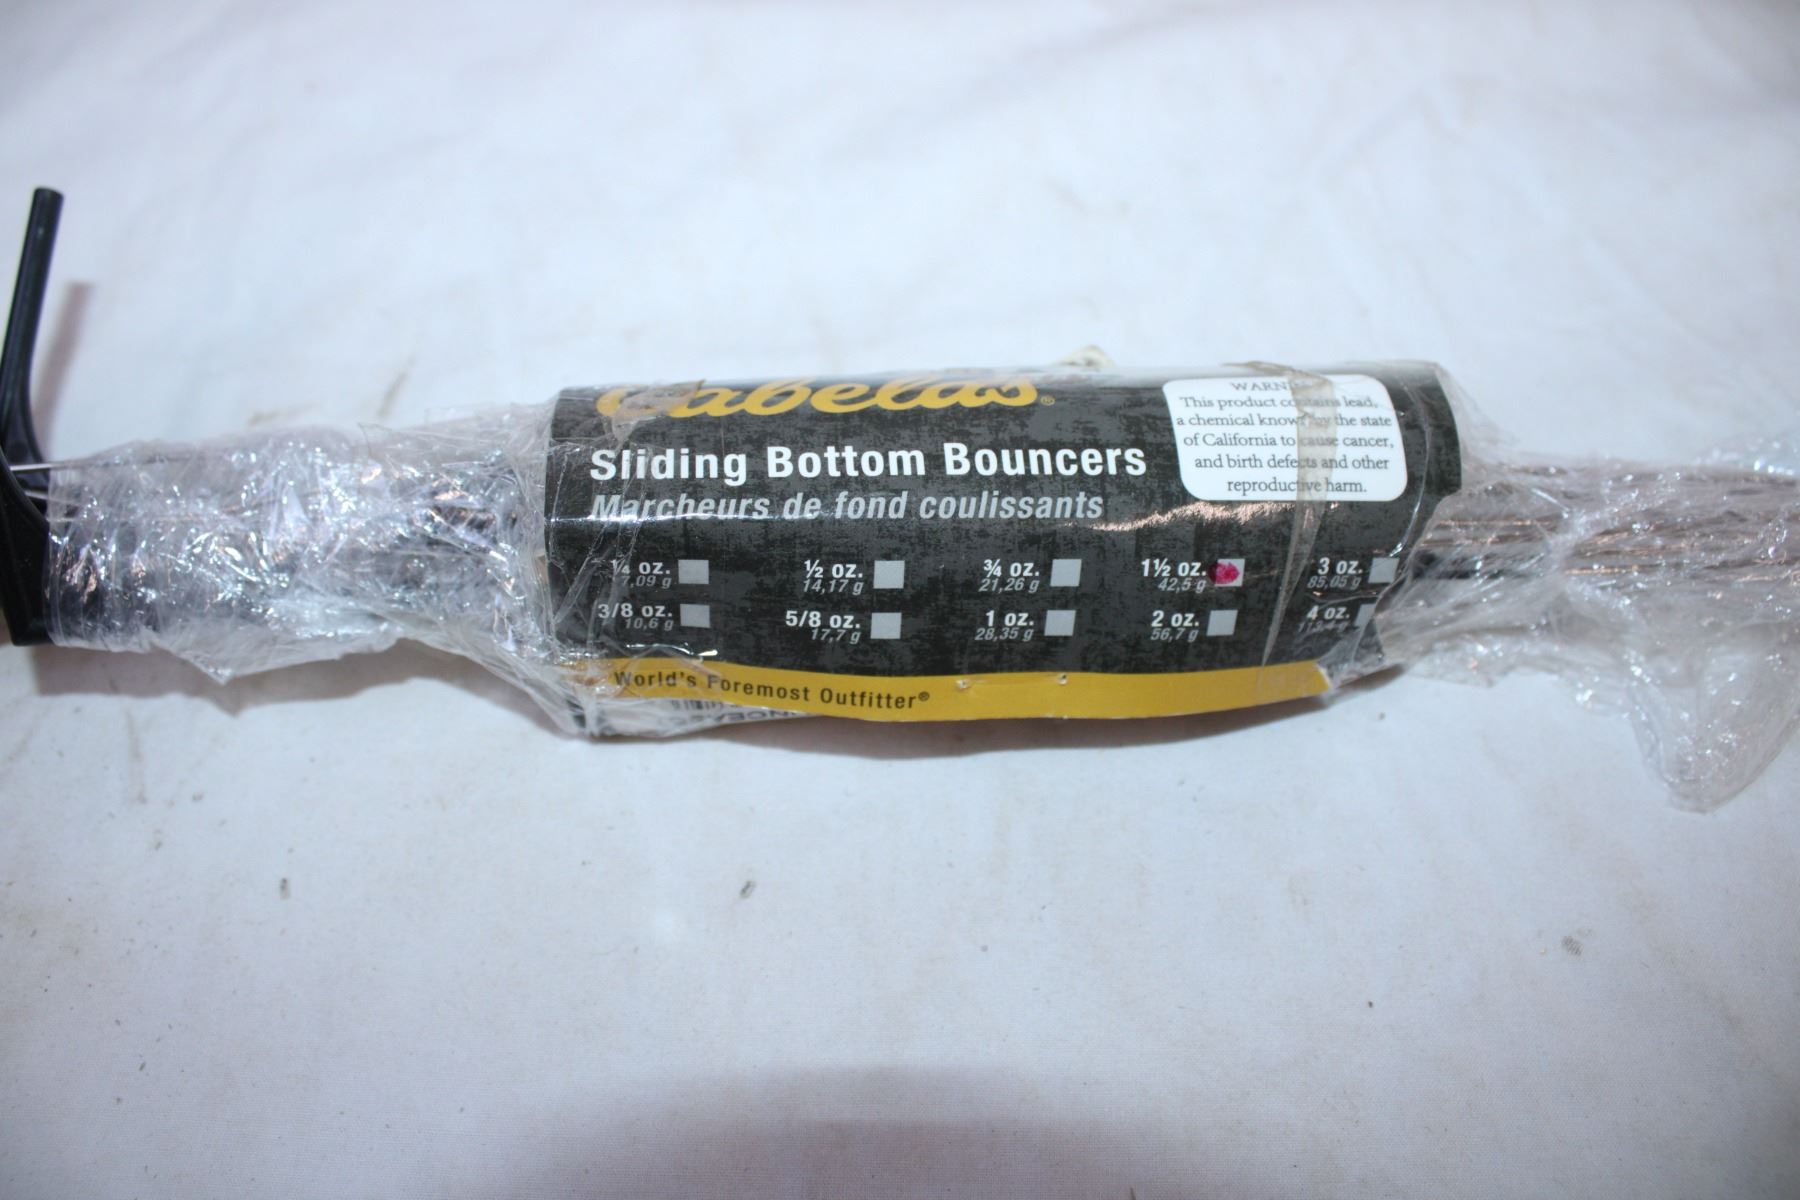 Cabela's®
Sliding Bottom Bouncers
Marcheurs de fond coulissants
This product contains lead,
a chemical known by the state
of California to cause cancer,
and birth defects and other
reproductive harm.
¼ oz. ½ oz. ¾ oz. 1½ oz. 3 oz.
7,09 g 14,17 g 21,26 g 42,5 g 85,05 g
3/8 oz. 5/8 oz. 1 oz. 2 oz. 4 oz.
10,6 g 17,7 g 28,35 g 56,7 g
World's Foremost Outfitter®